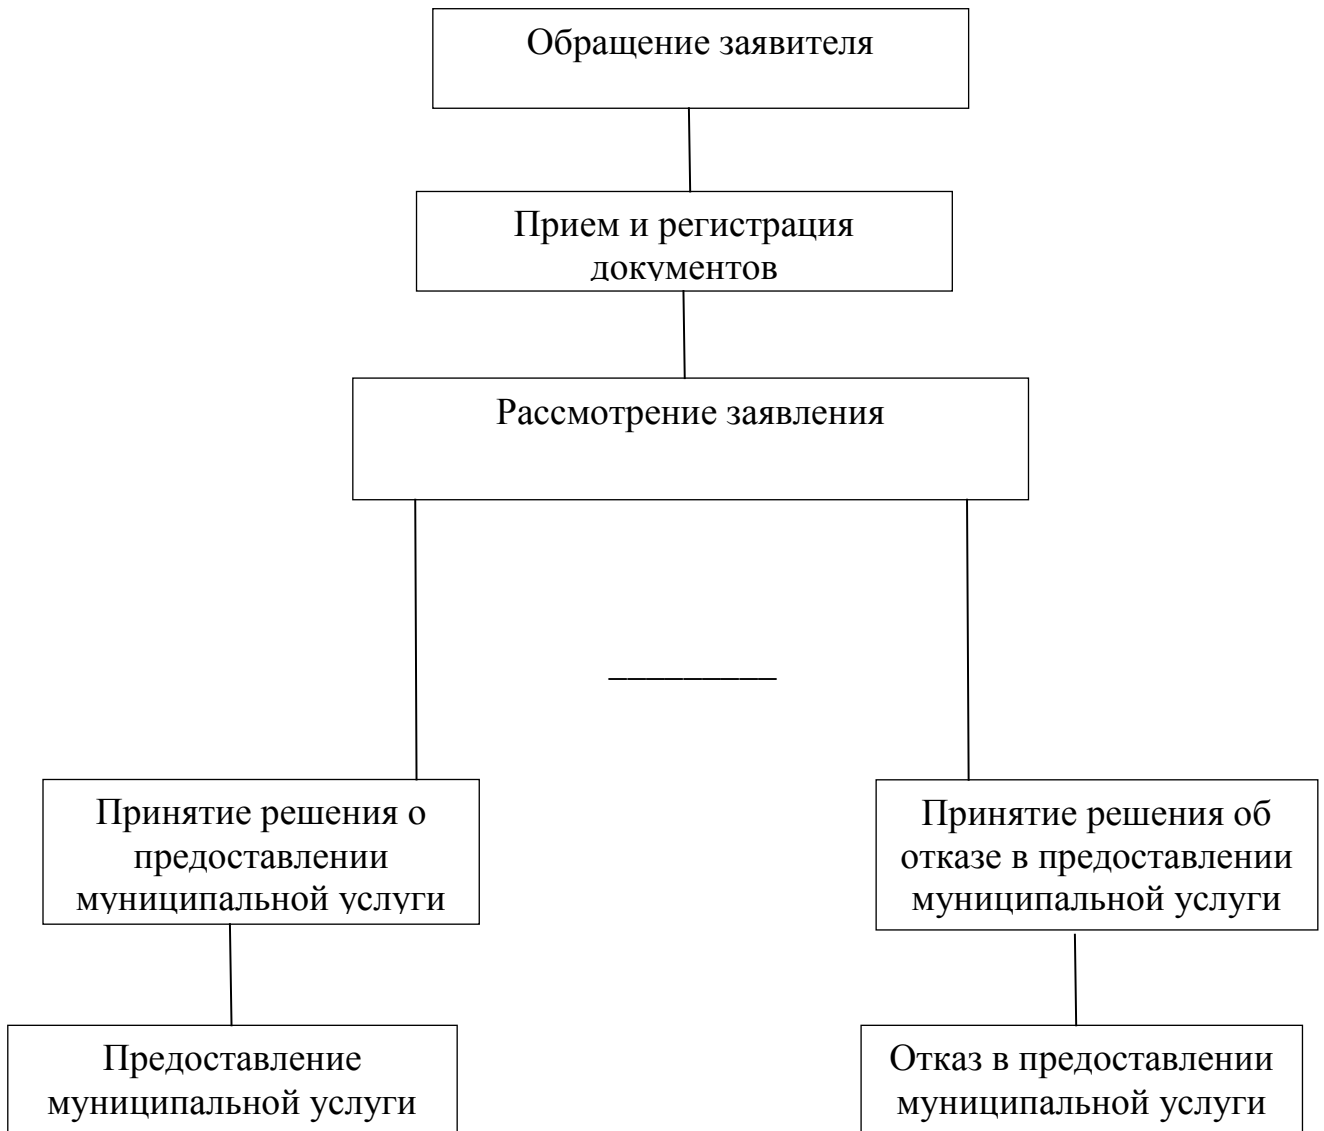 Обращение заявителя
Прием и регистрация
документов
Рассмотрение заявления
_________
Принятие решения о
предоставлении
муниципальной услуги
Принятие решения об
отказе в предоставлении
муниципальной услуги
Предоставление
муниципальной услуги
Отказ в предоставлении
муниципальной услуги